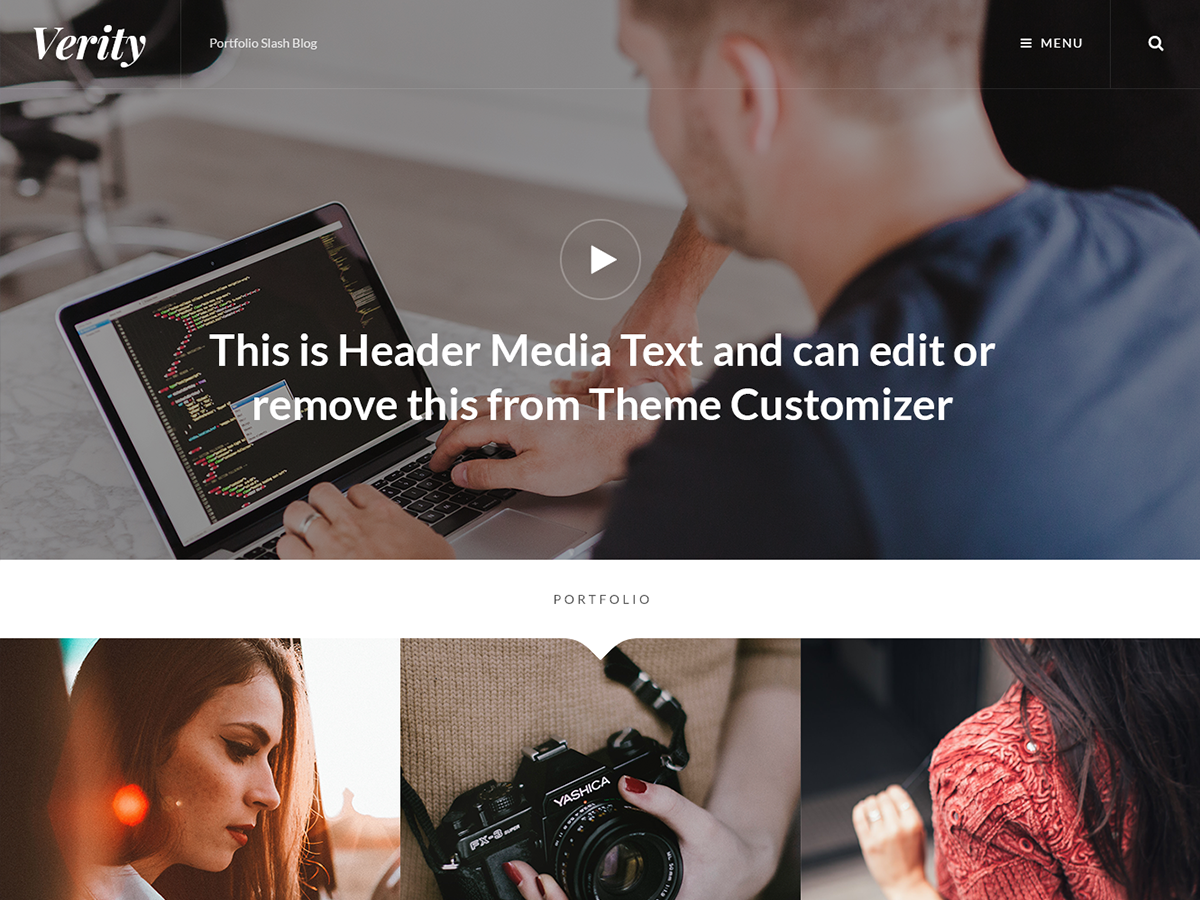 Verity
Portfolio Slash Blog
MENU
This is Header Media Text and can edit or
remove this from Theme Customizer
PORTFOLIO
YASHICA
FX-3 SUPER